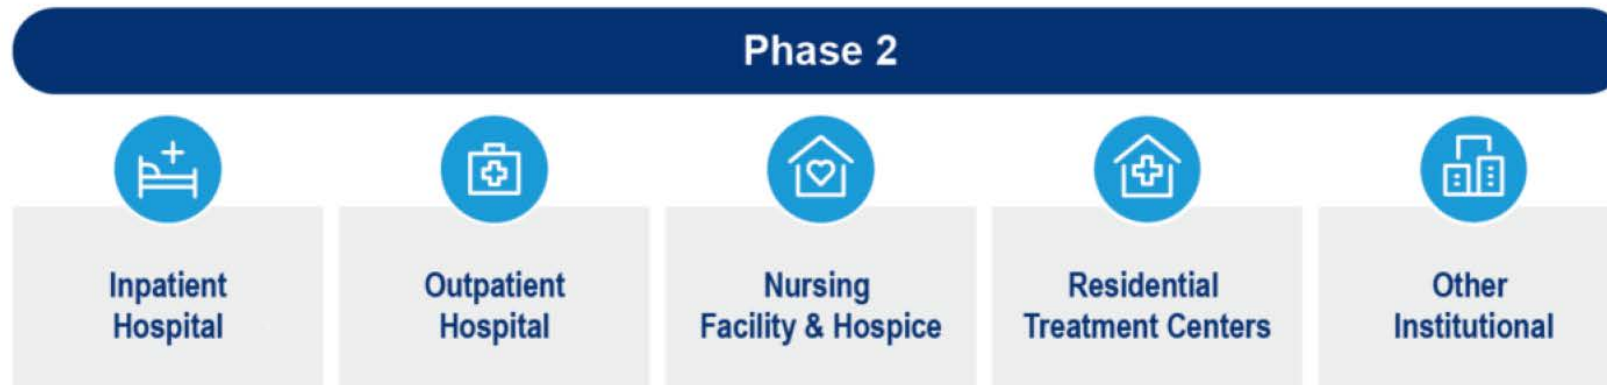 Phase 2
Inpatient
Hospital
Outpatient
Hospital
Nursing
Facility & Hospice
Residential
Treatment Centers
Other
Institutional